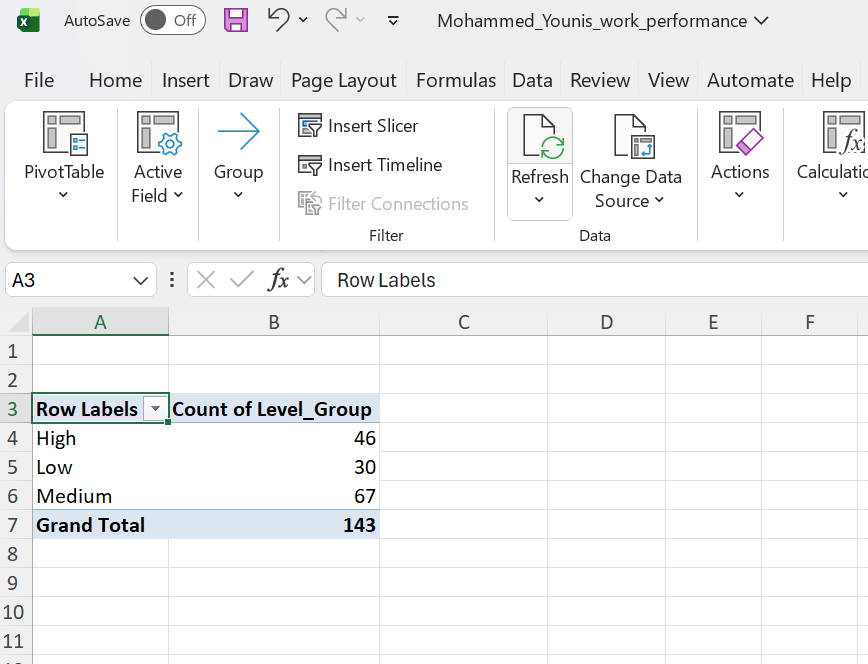 AutoSave Off Mohammed_Younis_work_performance
File Home Insert Draw Page Layout Formulas Data Review View Automate Help
PivotTable
Active
Field
Group
Insert Slicer
Insert Timeline
Filter Connections
Filter
Refresh
Change Data
Source
Data
Actions
Calculatio
A3 fx Row Labels
A B C D E F
1
2
3 Row Labels Count of Level_Group
4 High 46
5 Low 30
6 Medium 67
7 Grand Total 143
8
9
10
11